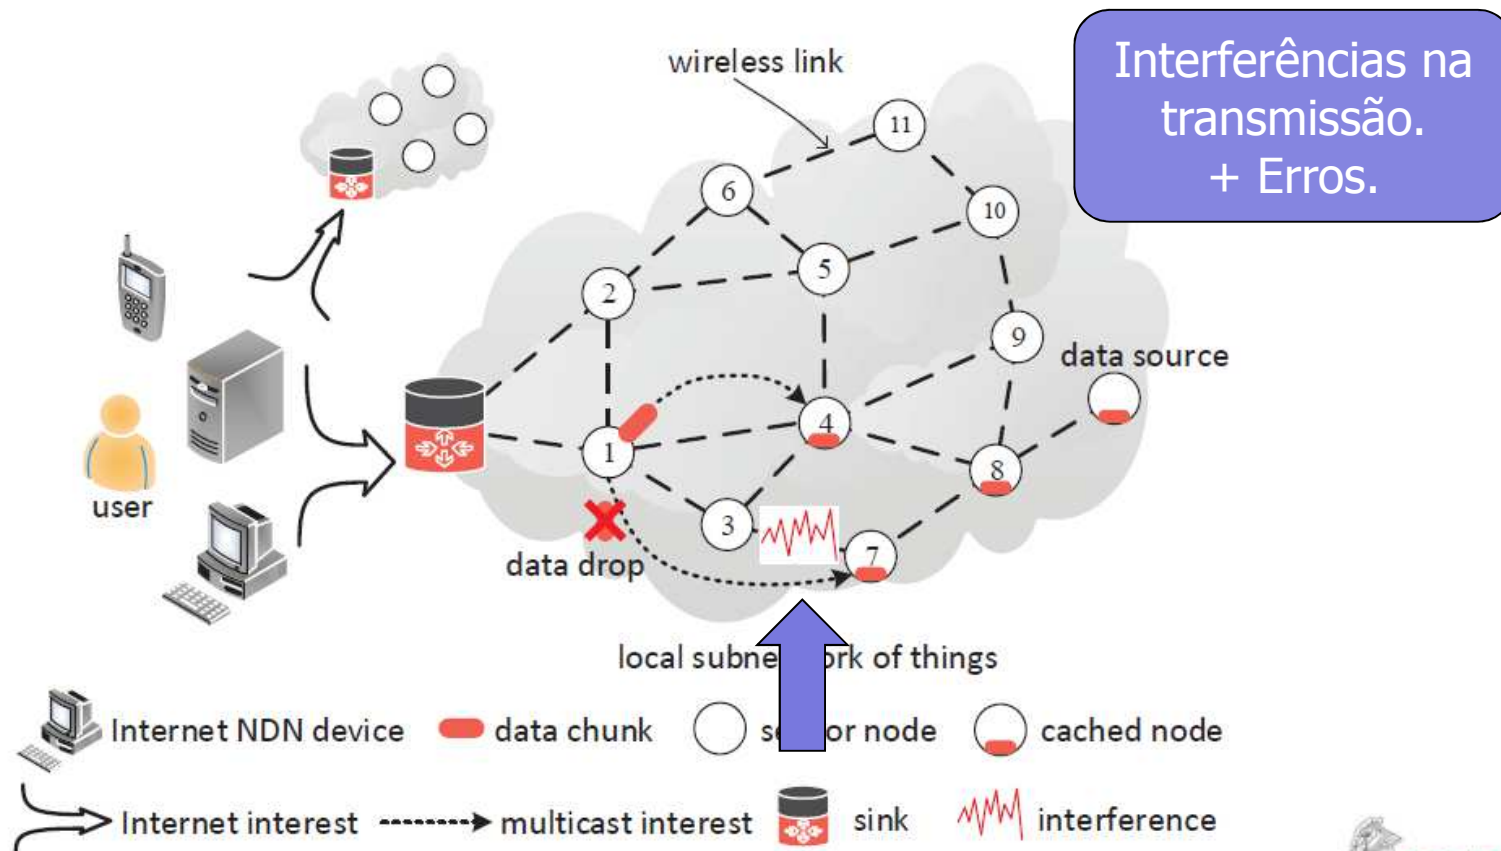 Interferências na
transmissão.
+ Erros.
wireless link
11
6
10
5
2
9
data source
4
1
8
user
3
7
data drop
local subne ork of things
Internet NDN device
data chunk
se or node
cached node
Internet interest
multicast interest
sink
interference